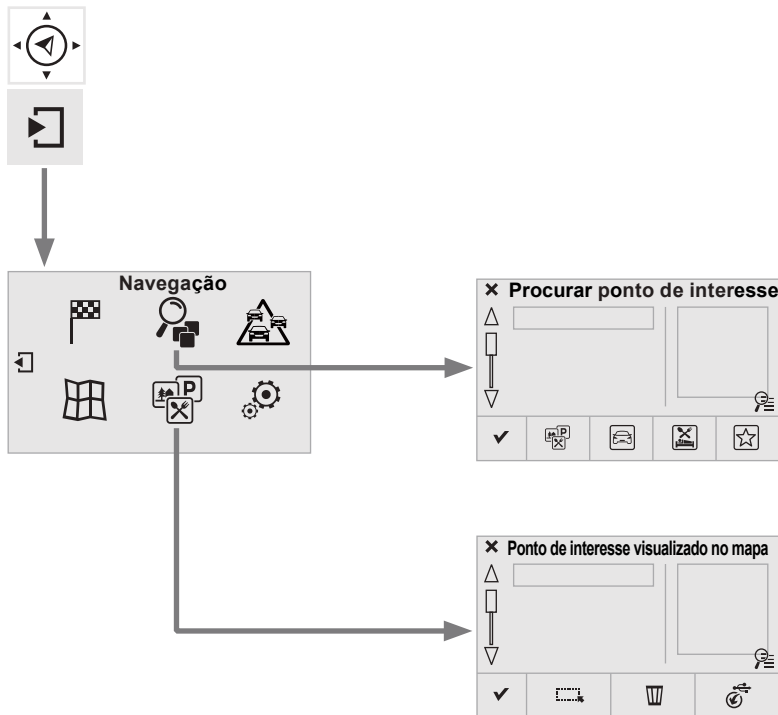 Navegação
Procurar ponto de interesse
P
P
Ponto de interesse visualizado no mapa